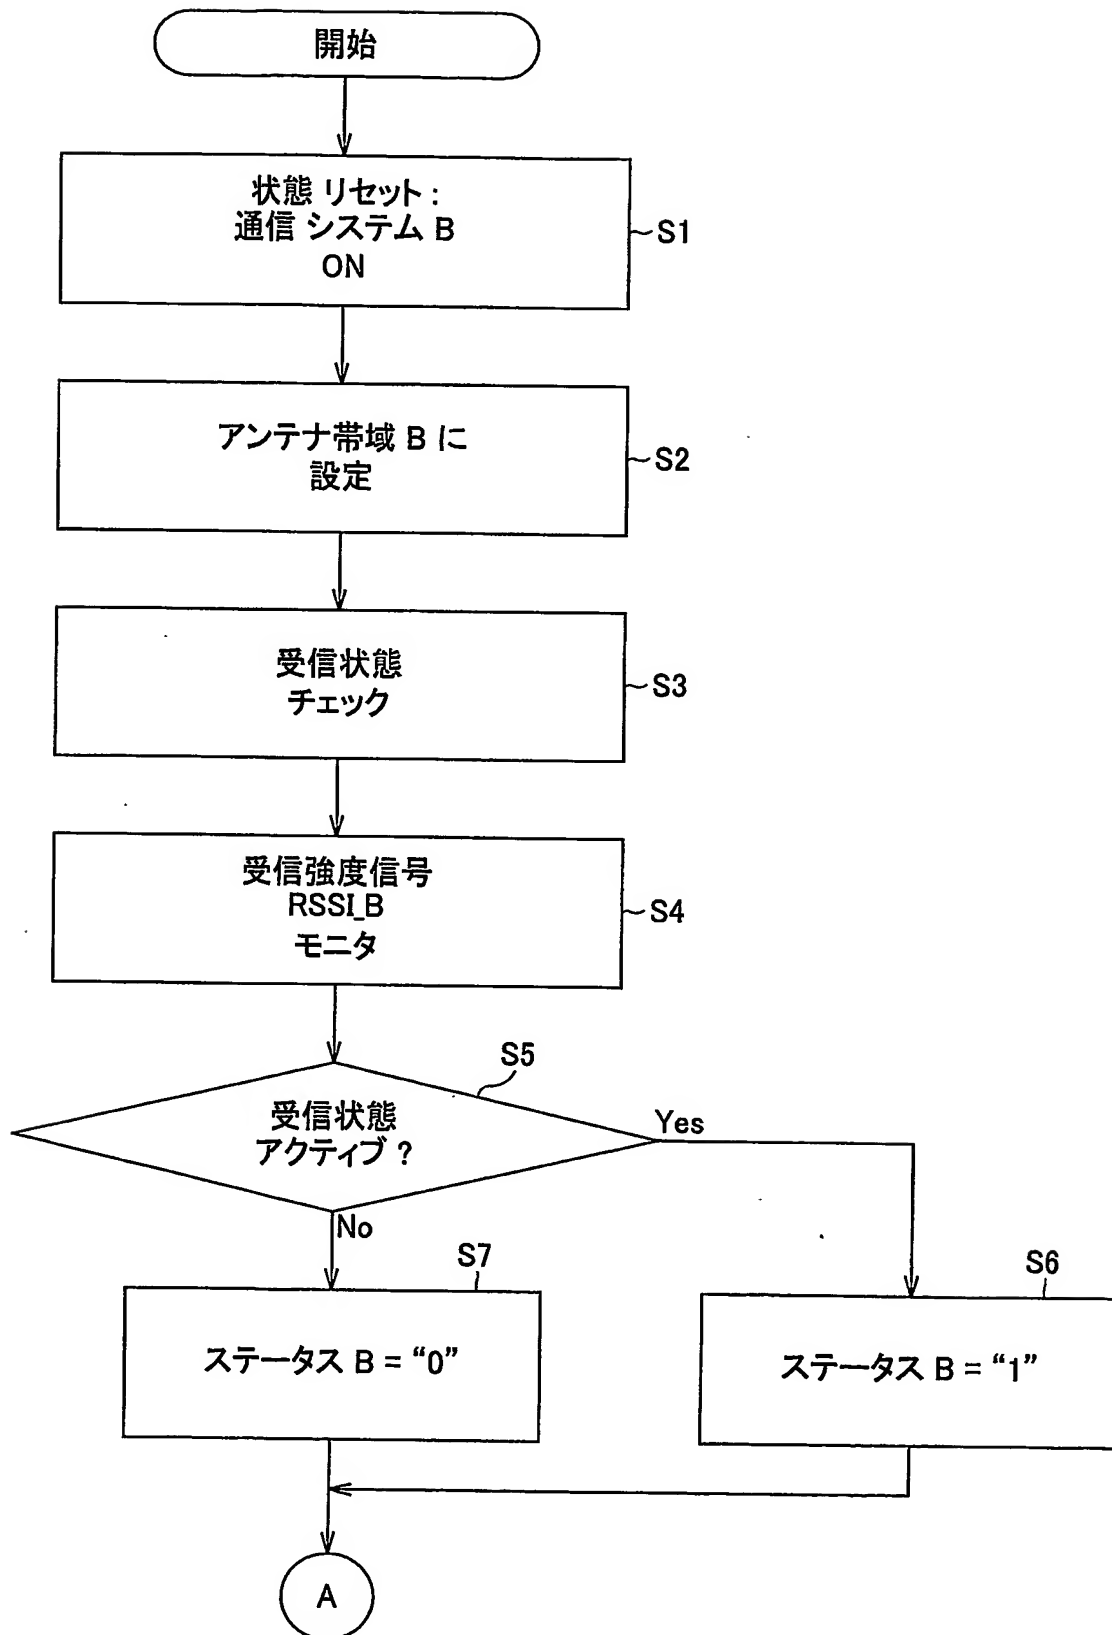 開始
状態 リセット :
通信 システム B
ON
S1
アンテナ帯域 B に
設定
S2
受信状態
チェック
S3
受信強度信号
RSSI_B
モニタ
S4
S5
受信状態
アクティブ ?
Yes
No
S7
ステータス B = “0”
S6
ステータス B = “1”
A